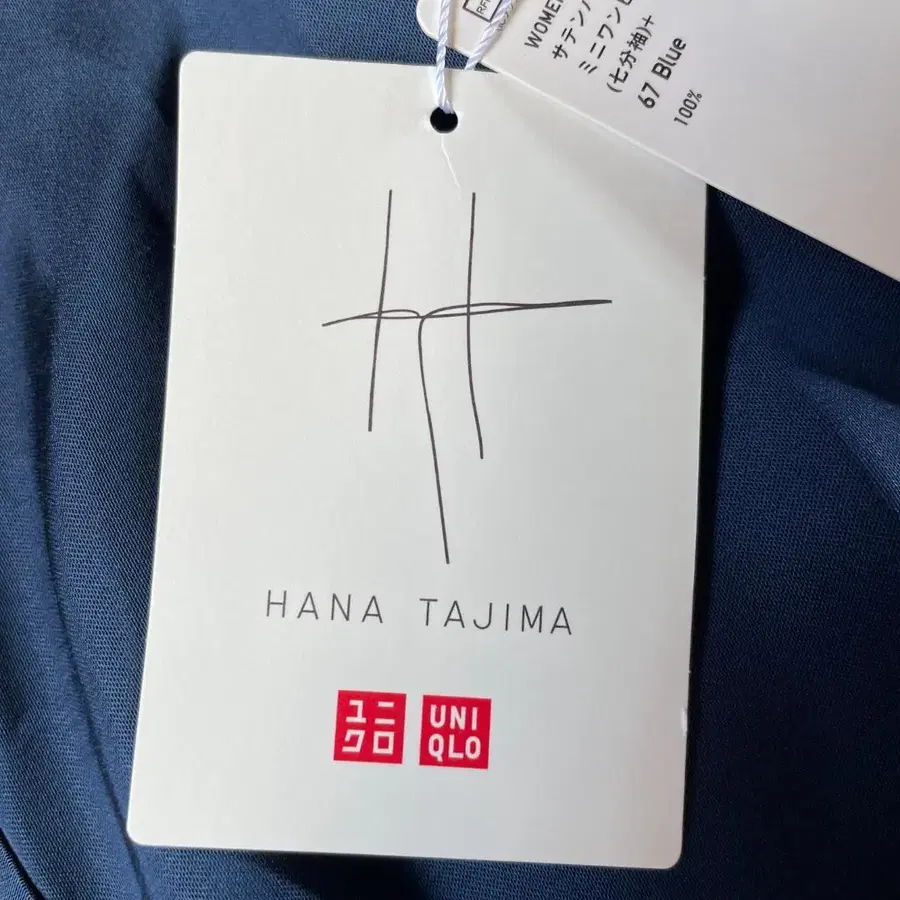 WOMEN
サテン
ミニワン
(七分袖)+
67 Blue
100%
HANA TAJIMA
ユニ
クロ
UNI
QLO